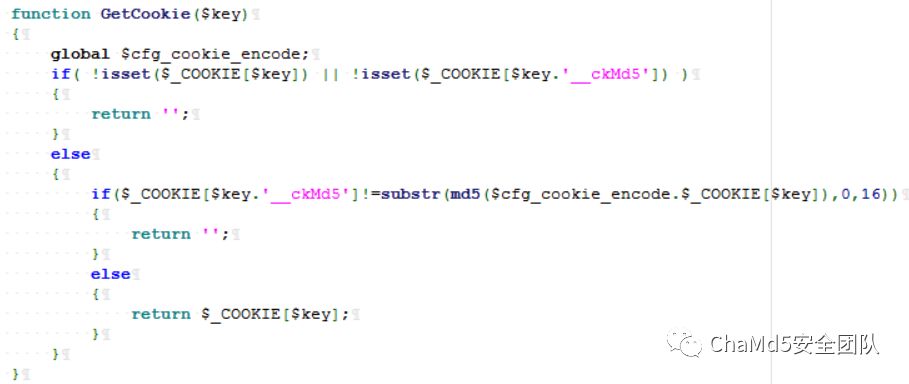 function GetCookie($key)
{
global $cfg_cookie_encode;
if( !isset($_COOKIE[$key]) || !isset($_COOKIE[$key.'__ckMd5']) )
{
return '';
}
else
{
if($_COOKIE[$key.'__ckMd5']!=substr(md5($cfg_cookie_encode.$_COOKIE[$key]),0,16))
{
return '';
}
else
{
return $_COOKIE[$key];
}
}
}
ChaMd5安全团队